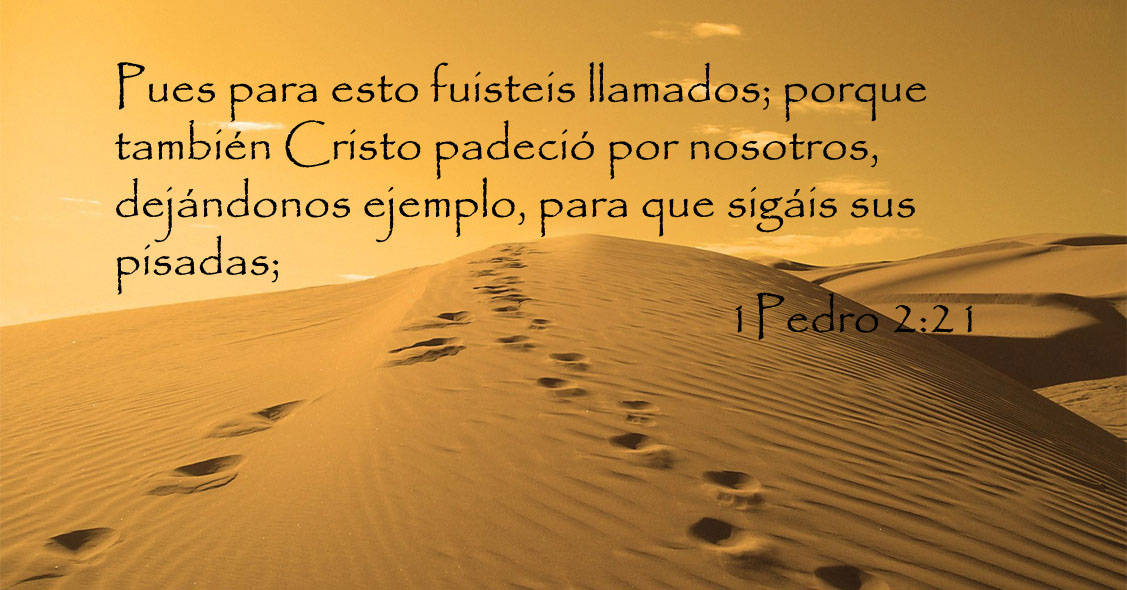 Pues para esto fuisteis llamados; porque
también Cristo padeció por nosotros,
dejándonos ejemplo, para que sigáis sus
pisadas;
1 Pedro 2:21